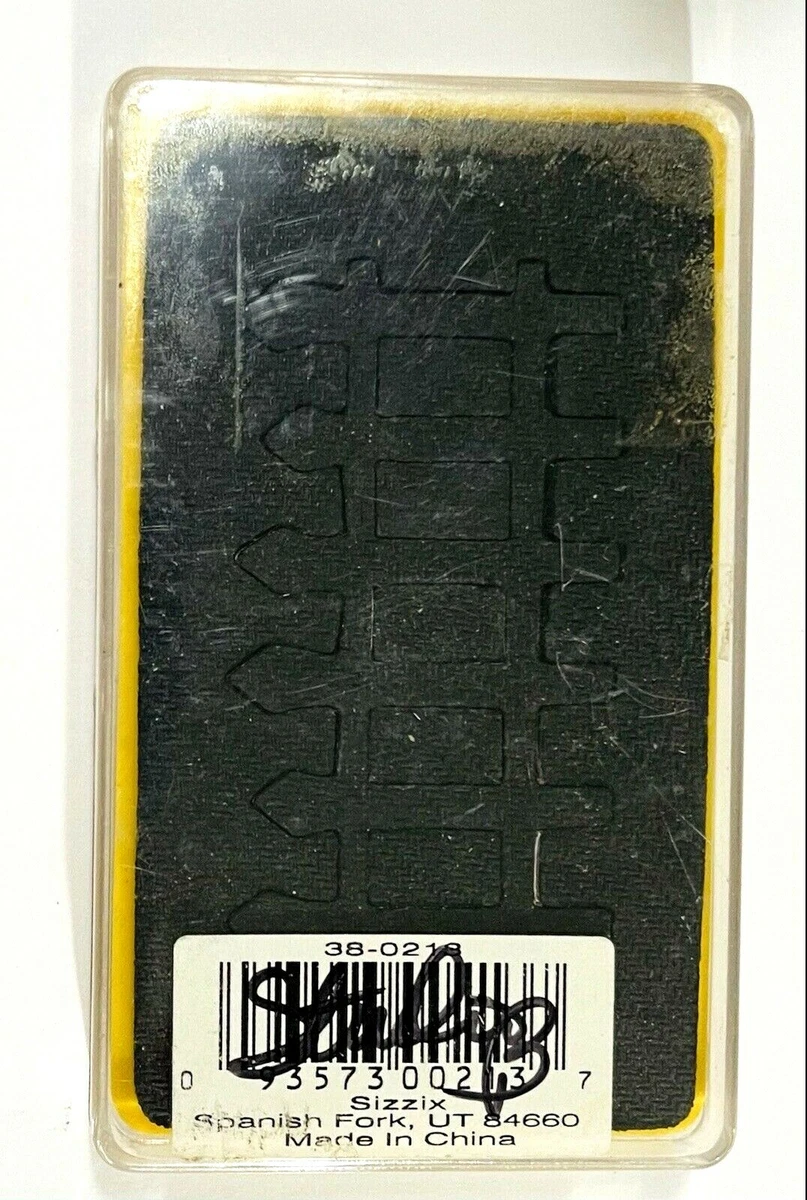 38-0213
0 93573 00213 7
Sizzix
Spanish Fork, UT 84660
Made In China